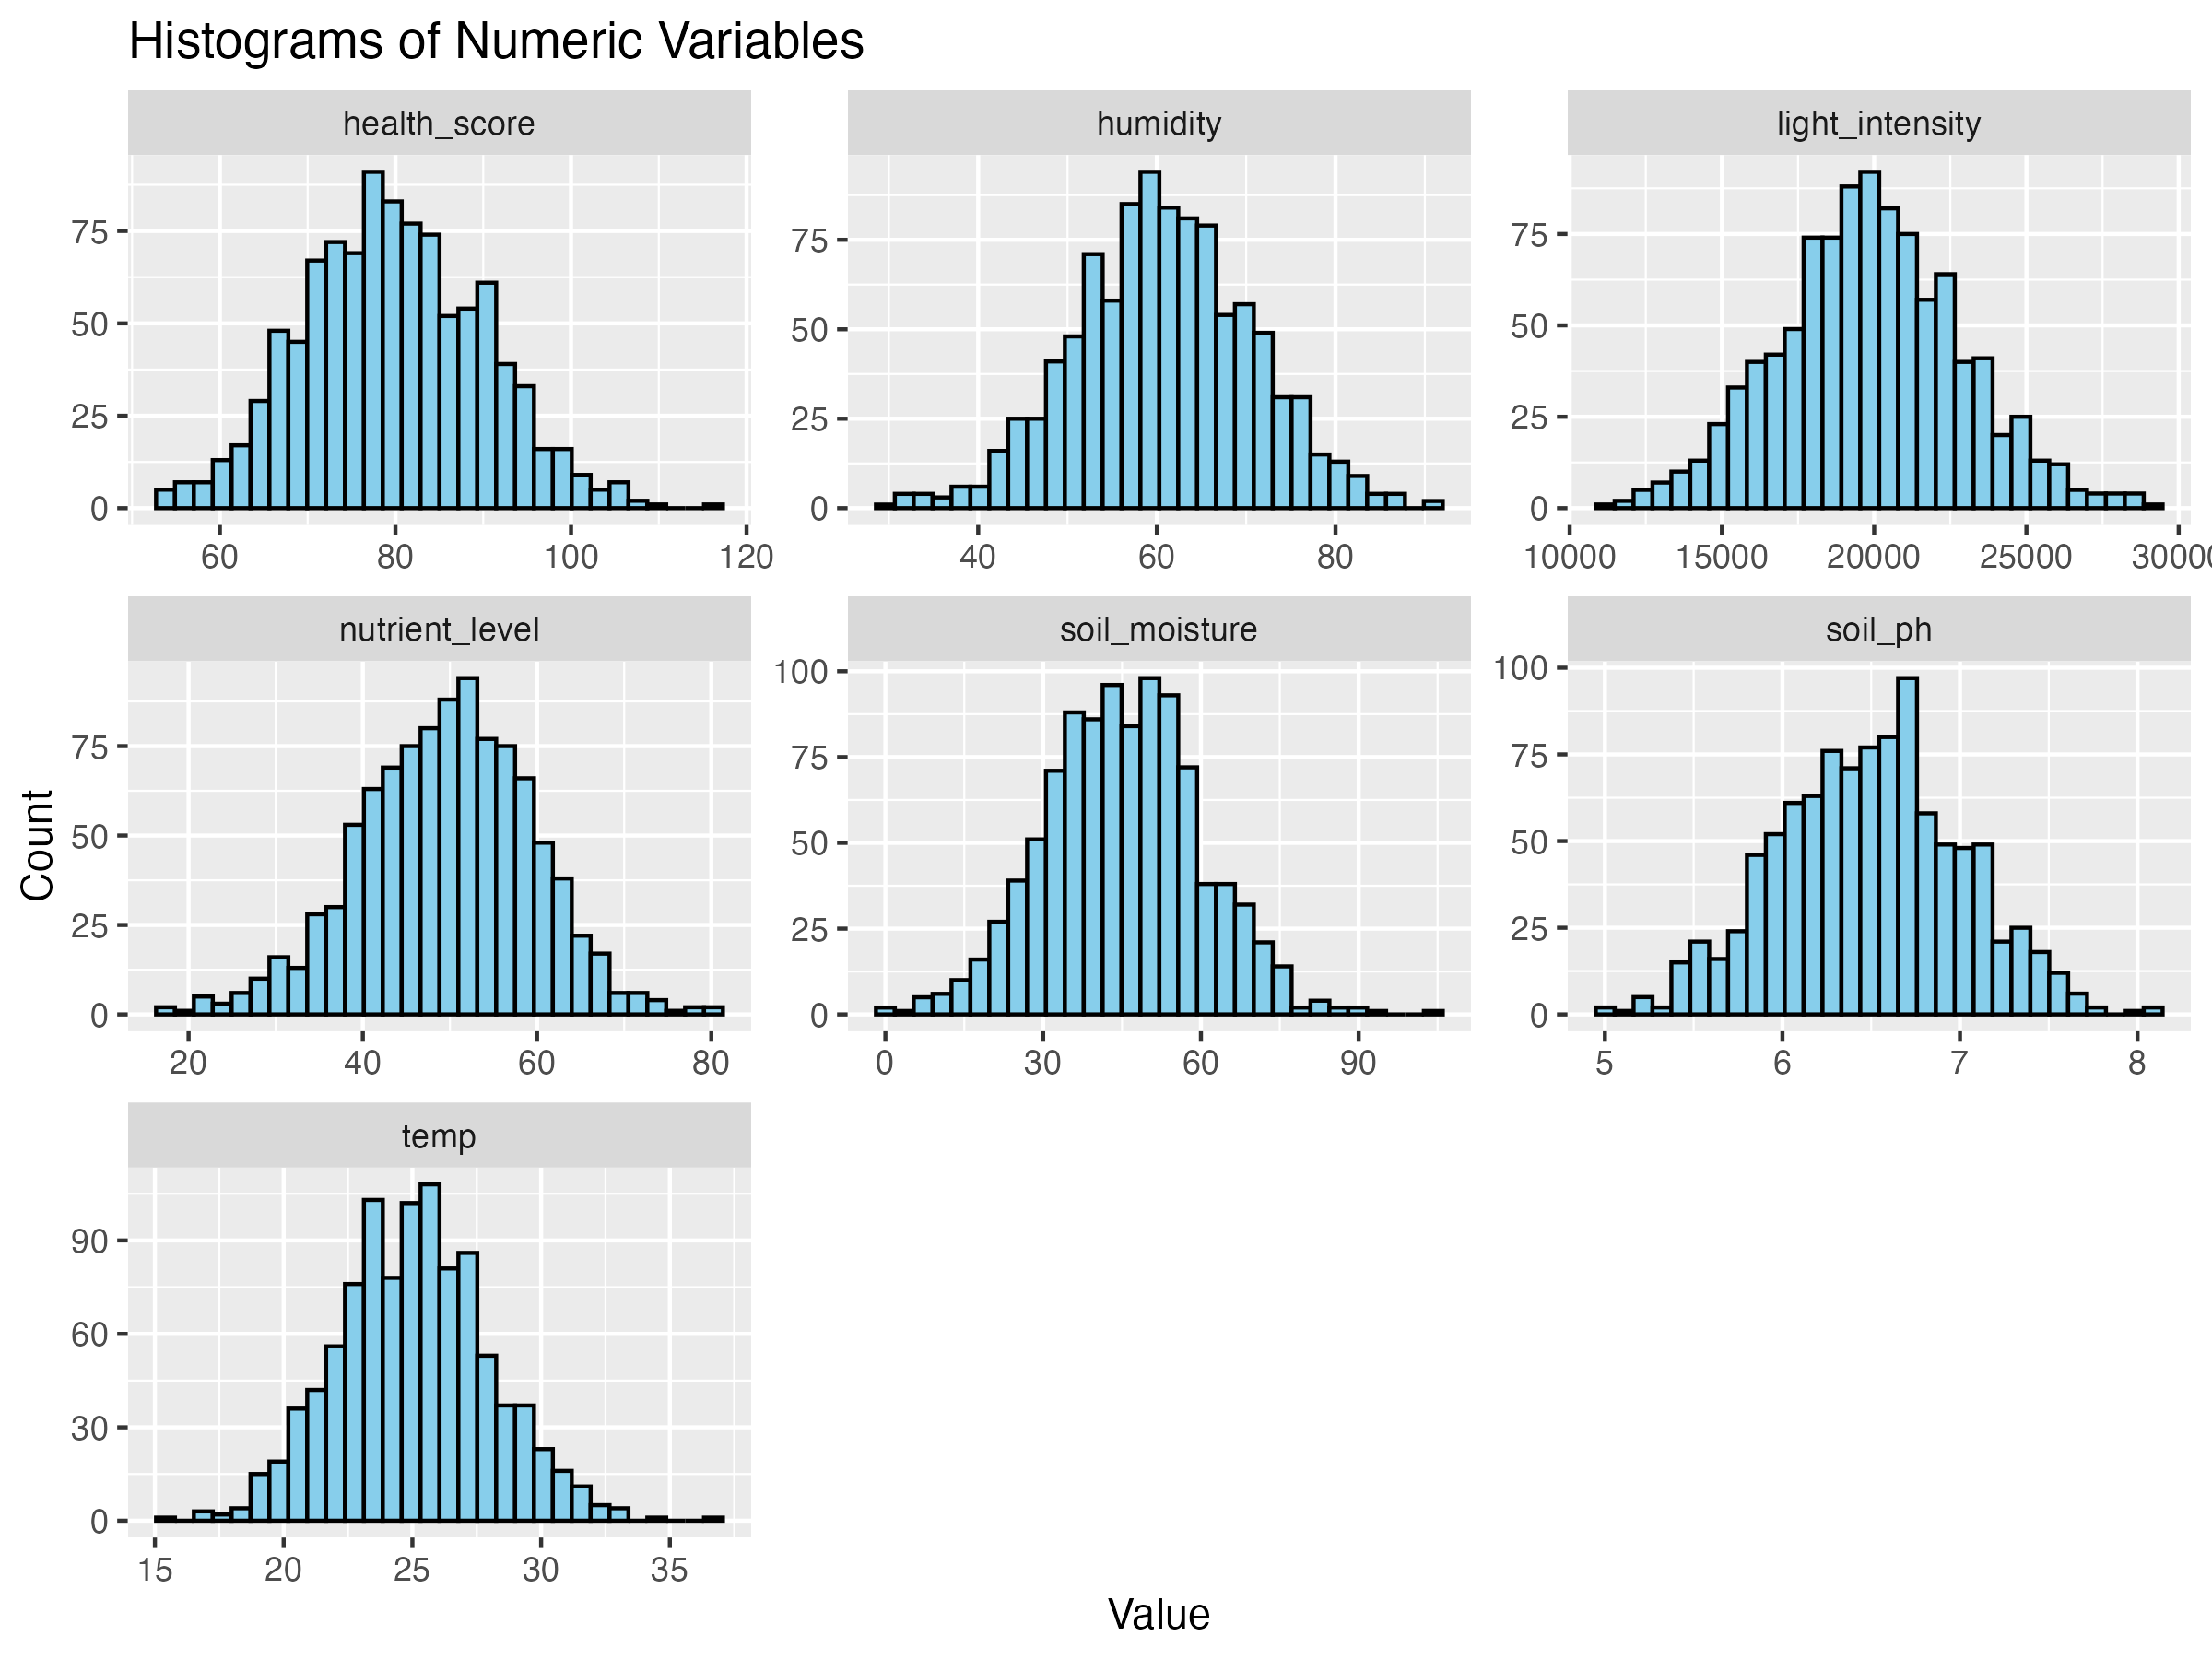 Histograms of Numeric Variables
health_score humidity light_intensity
75 50 25 0
60 80 100 120
75 50 25 0
40 60 80
75 50 25 0
10000 15000 20000 25000 3000
nutrient_level soil_moisture soil_ph
75 50 25 0
20 40 60 80
100 75 50 25 0
0 30 60 90
100 75 50 25 0
5 6 7 8
temp
90 60 30 0
15 20 25 30 35
Count
Value